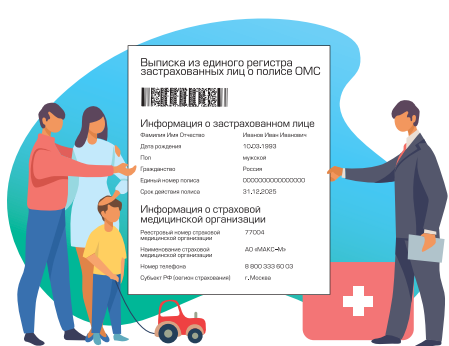 Выписка из единого регистра
застрахованных лиц о полисе ОМС
Информация о застрахованном лице
Фамилия Имя Отчество Иванов Иван Иванович
Дата рождения 10.03.1993
Пол мужской
Гражданство Россия
Единый номер полиса 0000000000000000
Срок действия полиса 31.12.2025
Информация о страховой
медицинской организации
Реестровый номер страховой
медицинской организации 77004
Наименование страховой
медицинской организации АО «МАКС-М»
Номер телефона 8 800 333 60 03
Субъект РФ (регион страхования) г. Москва